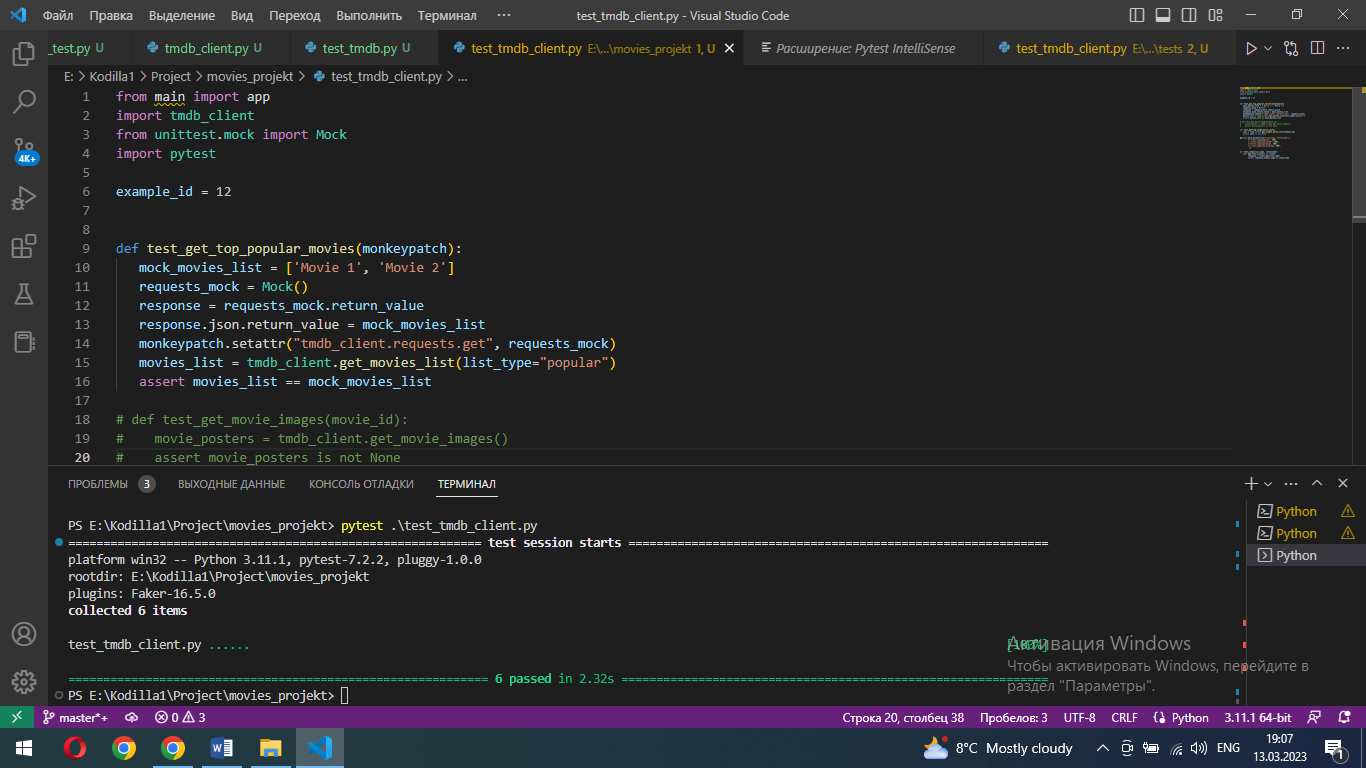 Файл Правка Выделение Вид Переход Выполнить Терминал ··· test_tmdb_client.py - Visual Studio Code
_test.py U tmdb_client.py U test_tmdb.py U test_tmdb_client.py E:\...\movies_projekt 1, U Расширение: Pytest IntelliSense test_tmdb_client.py E:\...\tests 2, U
E: > Kodilla1 > Project > movies_projekt > test_tmdb_client.py > ...
1 from main import app
2 import tmdb_client
3 from unittest.mock import Mock
4 import pytest
5
6 example_id = 12
7
8
9 def test_get_top_popular_movies(monkeypatch):
10 mock_movies_list = ['Movie 1', 'Movie 2']
11 requests_mock = Mock()
12 response = requests_mock.return_value
13 response.json.return_value = mock_movies_list
14 monkeypatch.setattr("tmdb_client.requests.get", requests_mock)
15 movies_list = tmdb_client.get_movies_list(list_type="popular")
16 assert movies_list == mock_movies_list
17
18 # def test_get_movie_images(movie_id):
19 # movie_posters = tmdb_client.get_movie_images()
20 # assert movie_posters is not None
4K+
ПРОБЛЕМЫ 3 ВЫХОДНЫЕ ДАННЫЕ КОНСОЛЬ ОТЛАДКИ ТЕРМИНАЛ
PS E:\Kodilla1\Project\movies_projekt> pytest .\test_tmdb_client.py
=========================================================== test session starts ============================================================
platform win32 -- Python 3.11.1, pytest-7.2.2, pluggy-1.0.0
rootdir: E:\Kodilla1\Project\movies_projekt
plugins: Faker-16.5.0
collected 6 items
test_tmdb_client.py ...... [100%]
============================================================ 6 passed in 2.32s =============================================================
PS E:\Kodilla1\Project\movies_projekt>
Python
Python
Python
Активация Windows
Чтобы активировать Windows, перейдите в
раздел "Параметры".
master*+ 0 3 Строка 20, столбец 38 Пробелов: 3 UTF-8 CRLF Python 3.11.1 64-bit
8°C Mostly cloudy ENG 19:07
13.03.2023 1